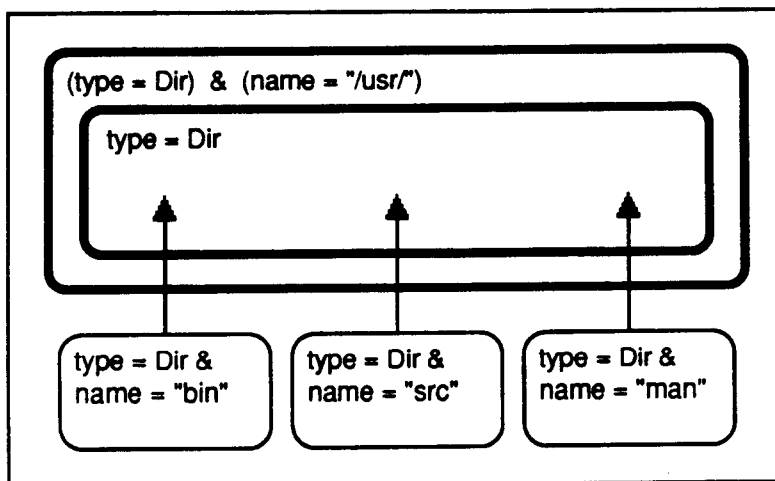 (type = Dir) & (name = "/usr/")
type = Dir
type = Dir &
name = "bin"
type = Dir &
name = "src"
type = Dir &
name = "man"